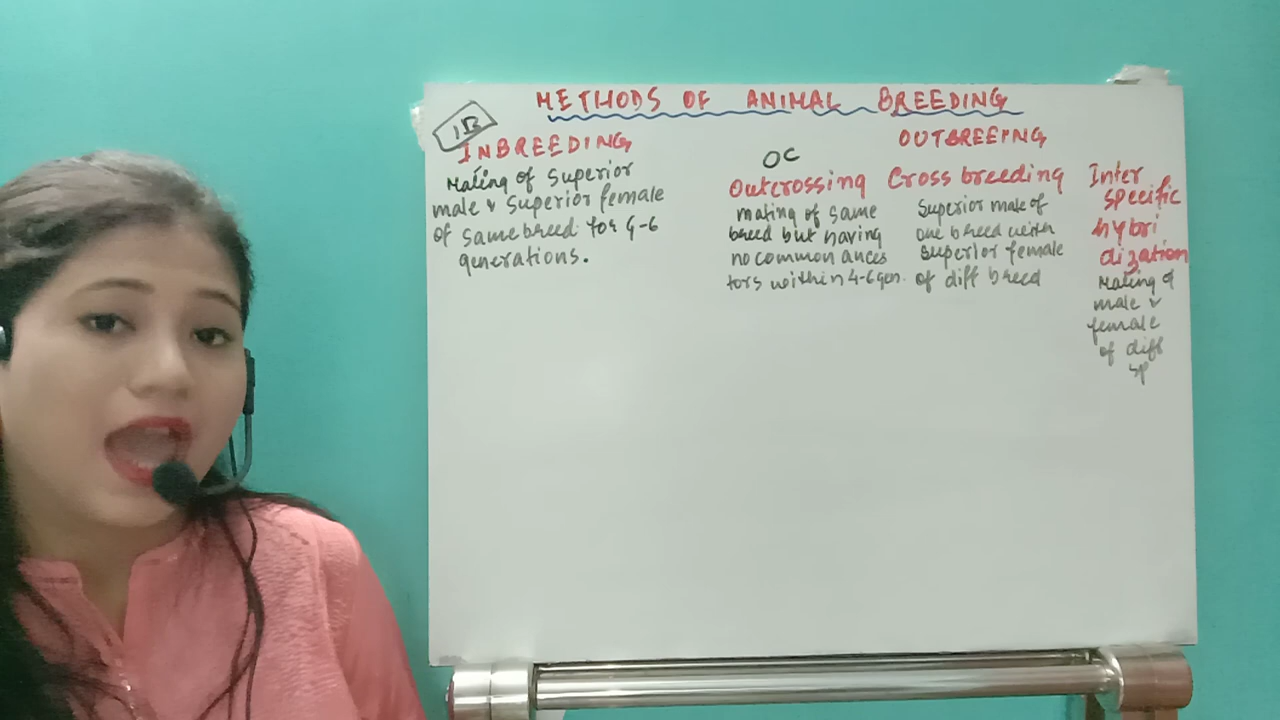 METHODS OF ANIMAL BREEDING
IB
INBREEDING
Mating of Superior
male & Superior female
of same breed for 4-6
generations.
OUTBREEPNG
OC
Outcrossing
mating of same
breed but having
no common ances
tors within 4-6 gen.
Cross breeding
Superior male of
one breed with
Superior female
of diff breed
Inter
specific
hybri
dization
Mating of
male &
female
of diff
sp